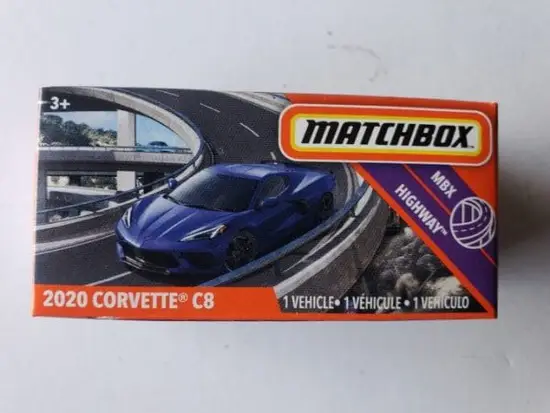 3+
MATCHBOX
MBX
HIGHWAY™
2020 CORVETTE® C8
1 VEHICLE • 1 VÉHICULE • 1 VEHÍCULO